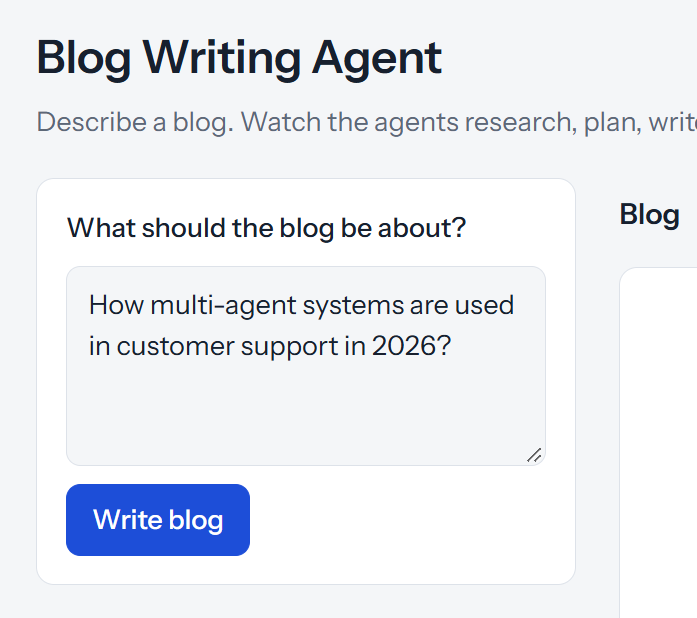 Blog Writing Agent
Describe a blog. Watch the agents research, plan,
What should the blog be about?
Blog
How multi-agent systems are used
in customer support in 2026?
Write blog